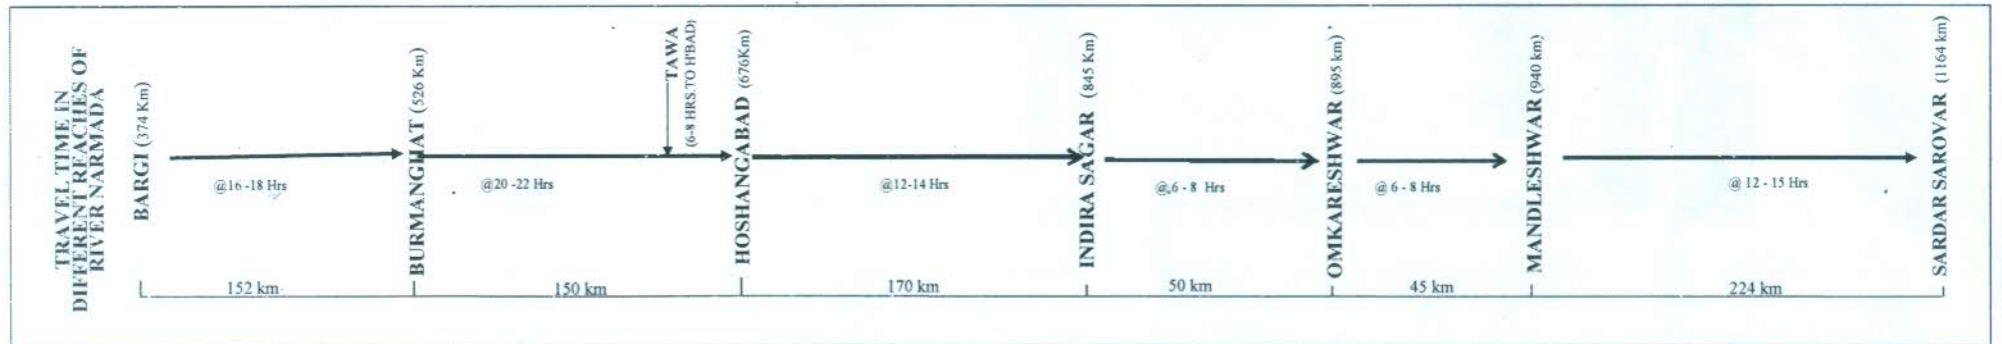 TRAVEL TIME IN
DIFFERENT REACHES OF
RIVER NARMADA
BARGI (374 Km)
@16 -18 Hrs
BURMANGHAT (526 Km)
@20 -22 Hrs
TAWA
(6-8 HRS.TO H'BAD)
HOSHANGABAD (676Km)
@12-14 Hrs
INDIRA SAGAR (845 Km)
@ 6 - 8 Hrs
OMKARESHWAR (895 km)
@ 6 - 8 Hrs
MANDLESHWAR (940 km)
@ 12 - 15 Hrs
SARDAR SAROVAR (1164 km)
152 km
150 km
170 km
50 km
45 km
224 km